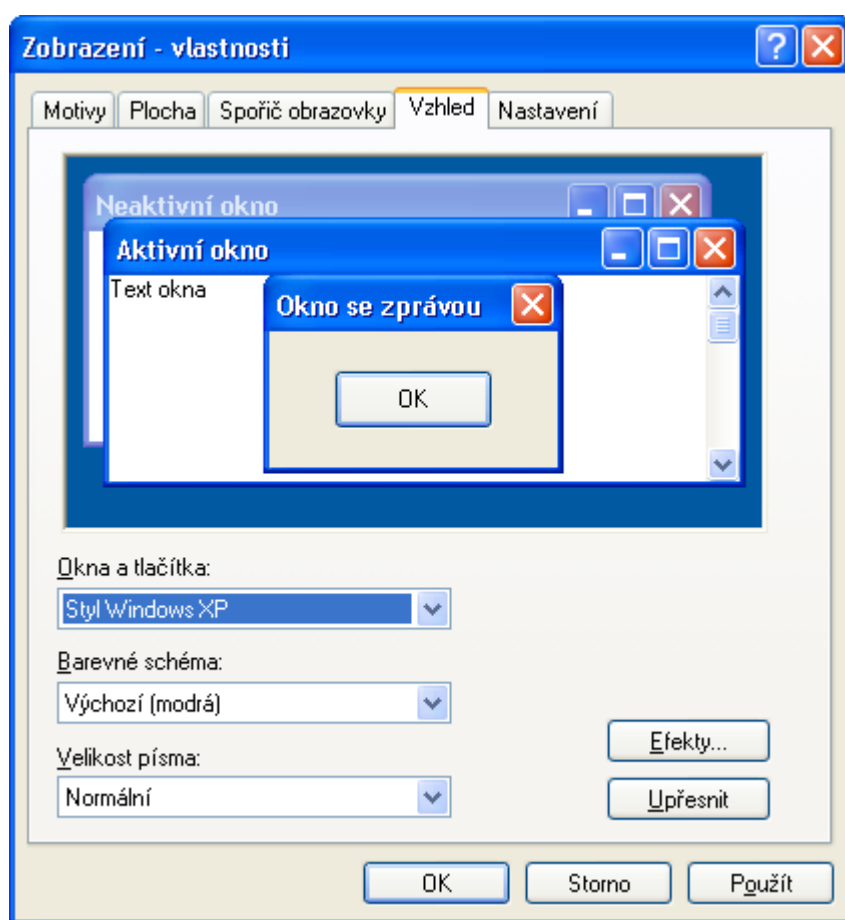 Zobrazení - vlastnosti
Motivy Plocha Spořič obrazovky Vzhled Nastavení
Neaktivní okno
Aktivní okno
Text okna
Okno se zprávou
OK
Okna a tlačítka:
Styl Windows XP
Barevné schéma:
Výchozí (modrá)
Velikost písma:
Normální
Efekty...
Upřesnit
OK Storno Použít